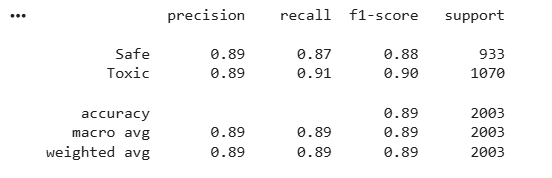 ••• precision recall f1-score support
Safe 0.89 0.87 0.88 933
Toxic 0.89 0.91 0.90 1070
accuracy 0.89 2003
macro avg 0.89 0.89 0.89 2003
weighted avg 0.89 0.89 0.89 2003